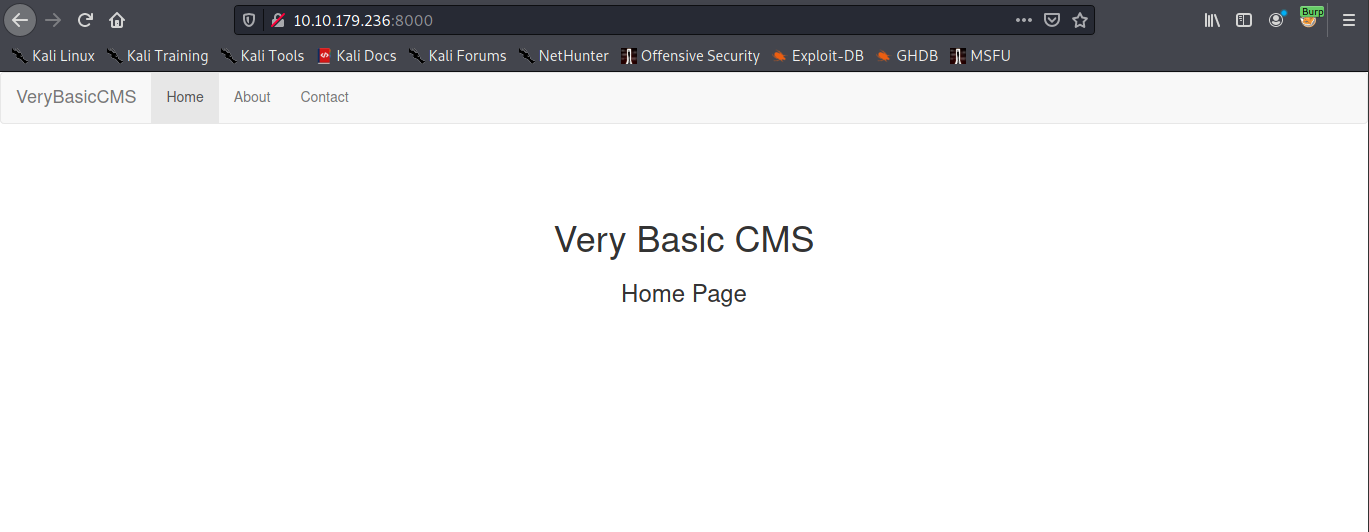 10.10.179.236:8000
Burp
Kali Linux Kali Training Kali Tools Kali Docs Kali Forums NetHunter Offensive Security Exploit-DB GHDB MSFU
VeryBasicCMS Home About Contact
Very Basic CMS
Home Page